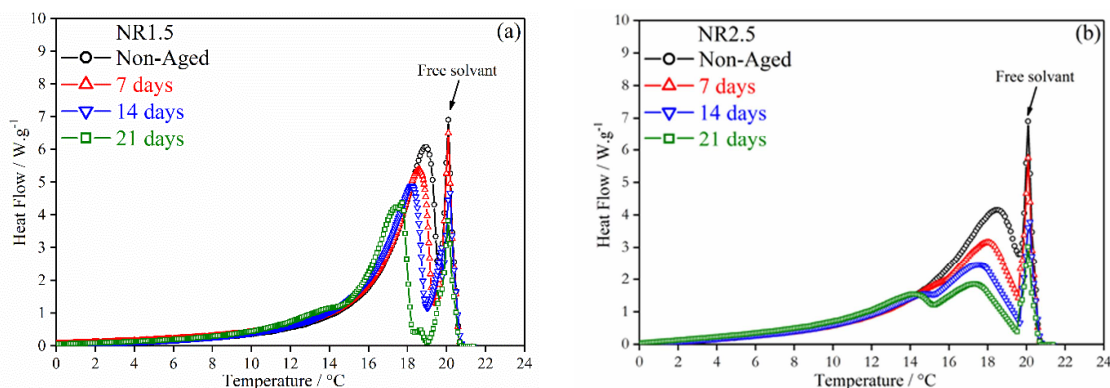 (a)
NR1.5
Non-Aged
7 days
14 days
21 days
Free solvant
10
9
8
7
6
5
4
3
2
1
0
Heat Flow / W.g-1
0 2 4 6 8 10 12 14 16 18 20 22 24
Temperature / °C
(b)
NR2.5
Non-Aged
7 days
14 days
21 days
Free solvant
10
9
8
7
6
5
4
3
2
1
0
Heat Flow / W.g-1
0 2 4 6 8 10 12 14 16 18 20 22 24
Temperature / °C